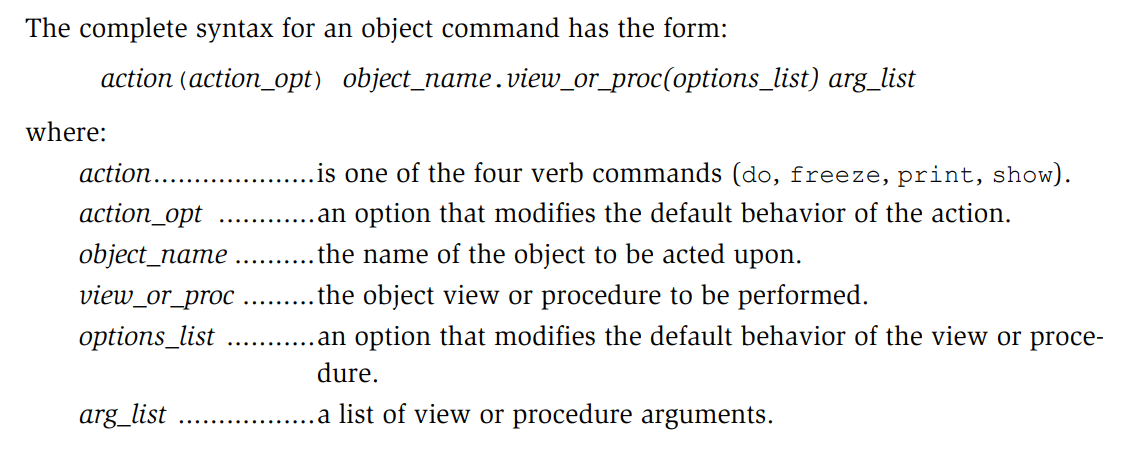 The complete syntax for an object command has the form:
action(action_opt) object_name.view_or_proc(options_list) arg_list
where:
action.....................is one of the four verb commands (do, freeze, print, show).
action_opt ............an option that modifies the default behavior of the action.
object_name ..........the name of the object to be acted upon.
view_or_proc .........the object view or procedure to be performed.
options_list ...........an option that modifies the default behavior of the view or proce-
dure.
arg_list .................a list of view or procedure arguments.